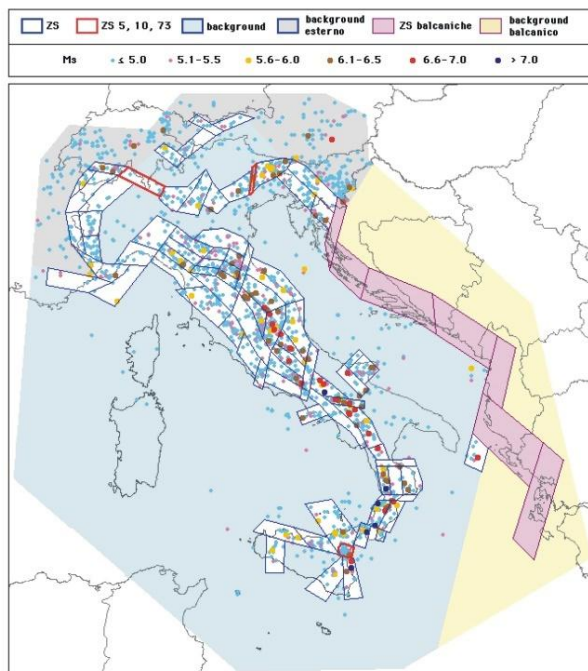 ZS
ZS 5, 10, 73
background
background
esterno
ZS balcaniche
background
balcanico
Ms
≤ 5.0
5.1-5.5
5.6-6.0
6.1-6.5
6.6-7.0
> 7.0